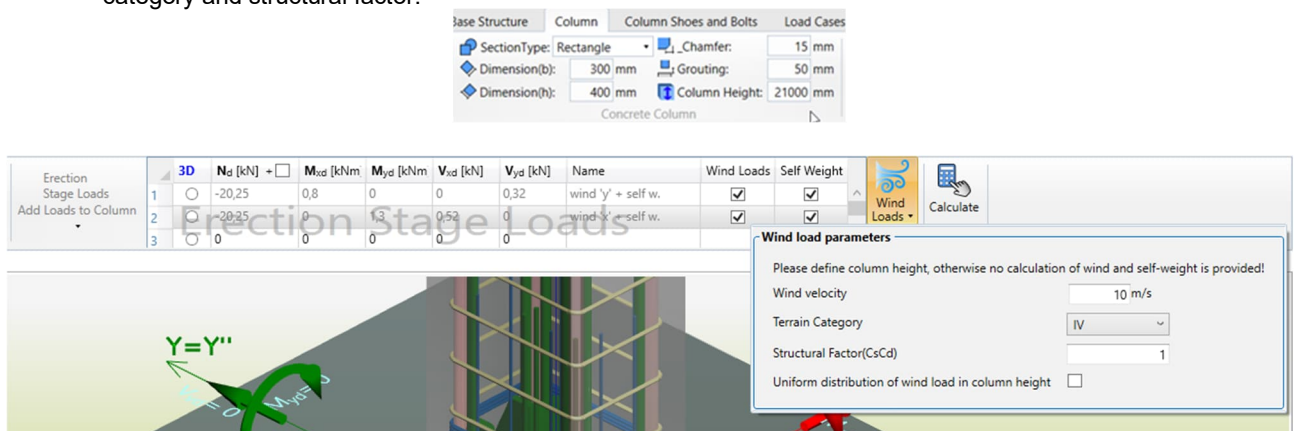 category and structural factor.
Base Structure Column Column Shoes and Bolts Load Cases
SectionType: Rectangle _Chamfer: 15 mm
Dimension(b): 300 mm Grouting: 50 mm
Dimension(h): 400 mm Column Height: 21000 mm
Concrete Column
Erection
Stage Loads
Add Loads to Column
3D Nd [kN] + Mxd [kNm] Myd [kNm Vxd [kN] Vyd [kN] Name Wind Loads Self Weight
1 -20,25 0,8 0 0 0,32 wind 'y' + self w.
2 -20,25 0 1,3 0,52 0 wind 'x' + self w.
3 0 0 0 0 0
Erection Stage Loads
Wind
Loads
Calculate
Wind load parameters
Please define column height, otherwise no calculation of wind and self-weight is provided!
Wind velocity 10 m/s
Terrain Category IV
Structural Factor(CsCd) 1
Uniform distribution of wind load in column height
Y=Y''
Myd= 0
= 0